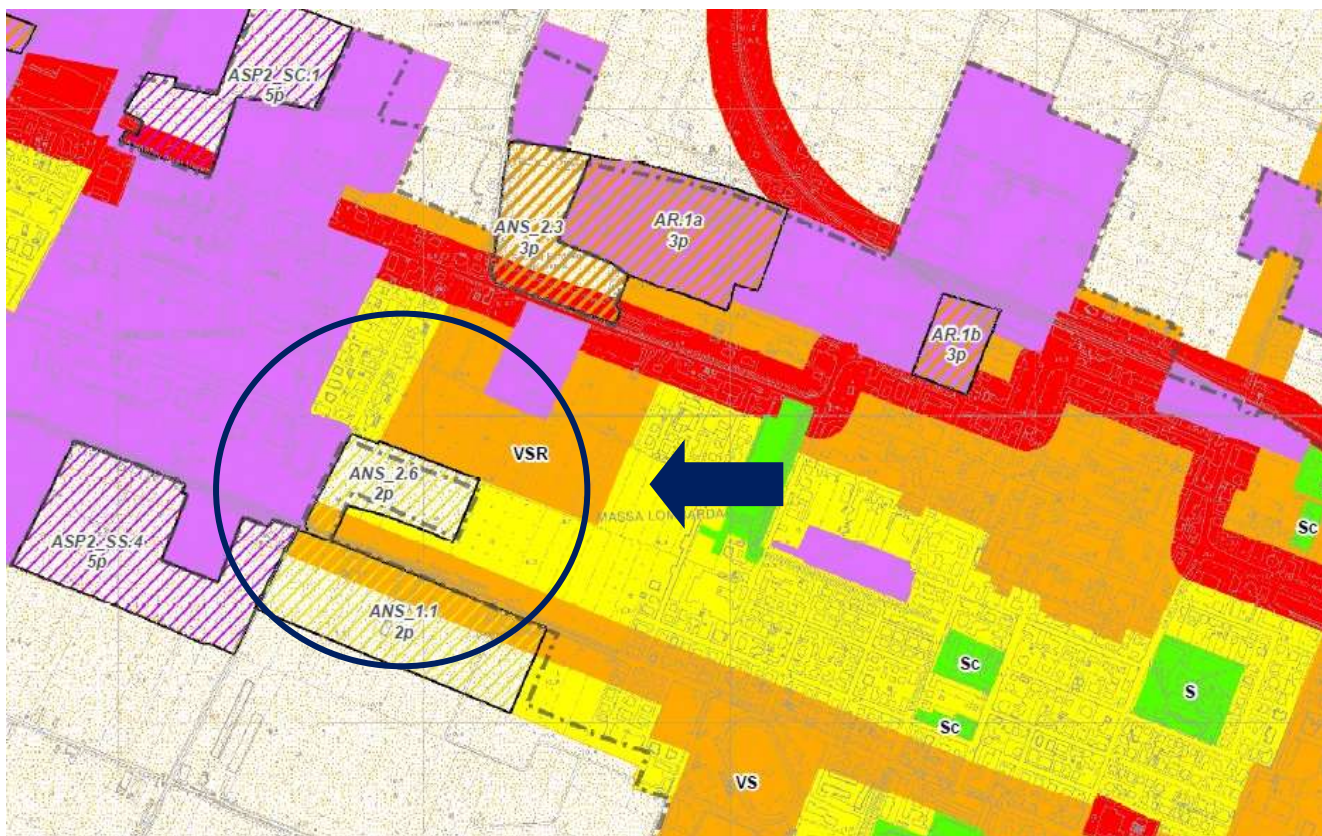 ASP2_SC.1
5p
ANS_2.3
3p
AR.1a
3p
AR.1b
3p
VSR
ANS_2.6
2p
MASSA LOMBARDA
ASP2_SS.4
5p
ANS_1.1
2p
Sc
Sc
S
Sc
VS